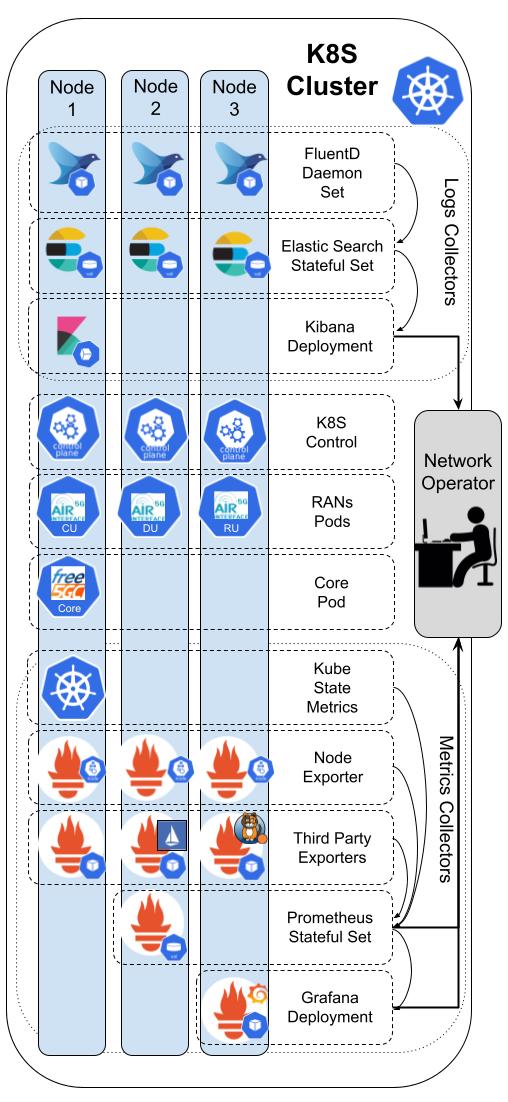 K8S
Cluster
Node
1
Node
2
Node
3
FluentD
Daemon
Set
Elastic Search
Stateful Set
Kibana
Deployment
Logs Collectors
K8S
Control
control
plane
control
plane
control
plane
Network
Operator
RANs
Pods
5G
AIR
INTERFACE
CU
5G
AIR
INTERFACE
DU
5G
AIR
INTERFACE
RU
Core
Pod
free
5GC
Core
Kube
State
Metrics
Node
Exporter
Third Party
Exporters
Metrics Collectors
Prometheus
Stateful Set
Grafana
Deployment